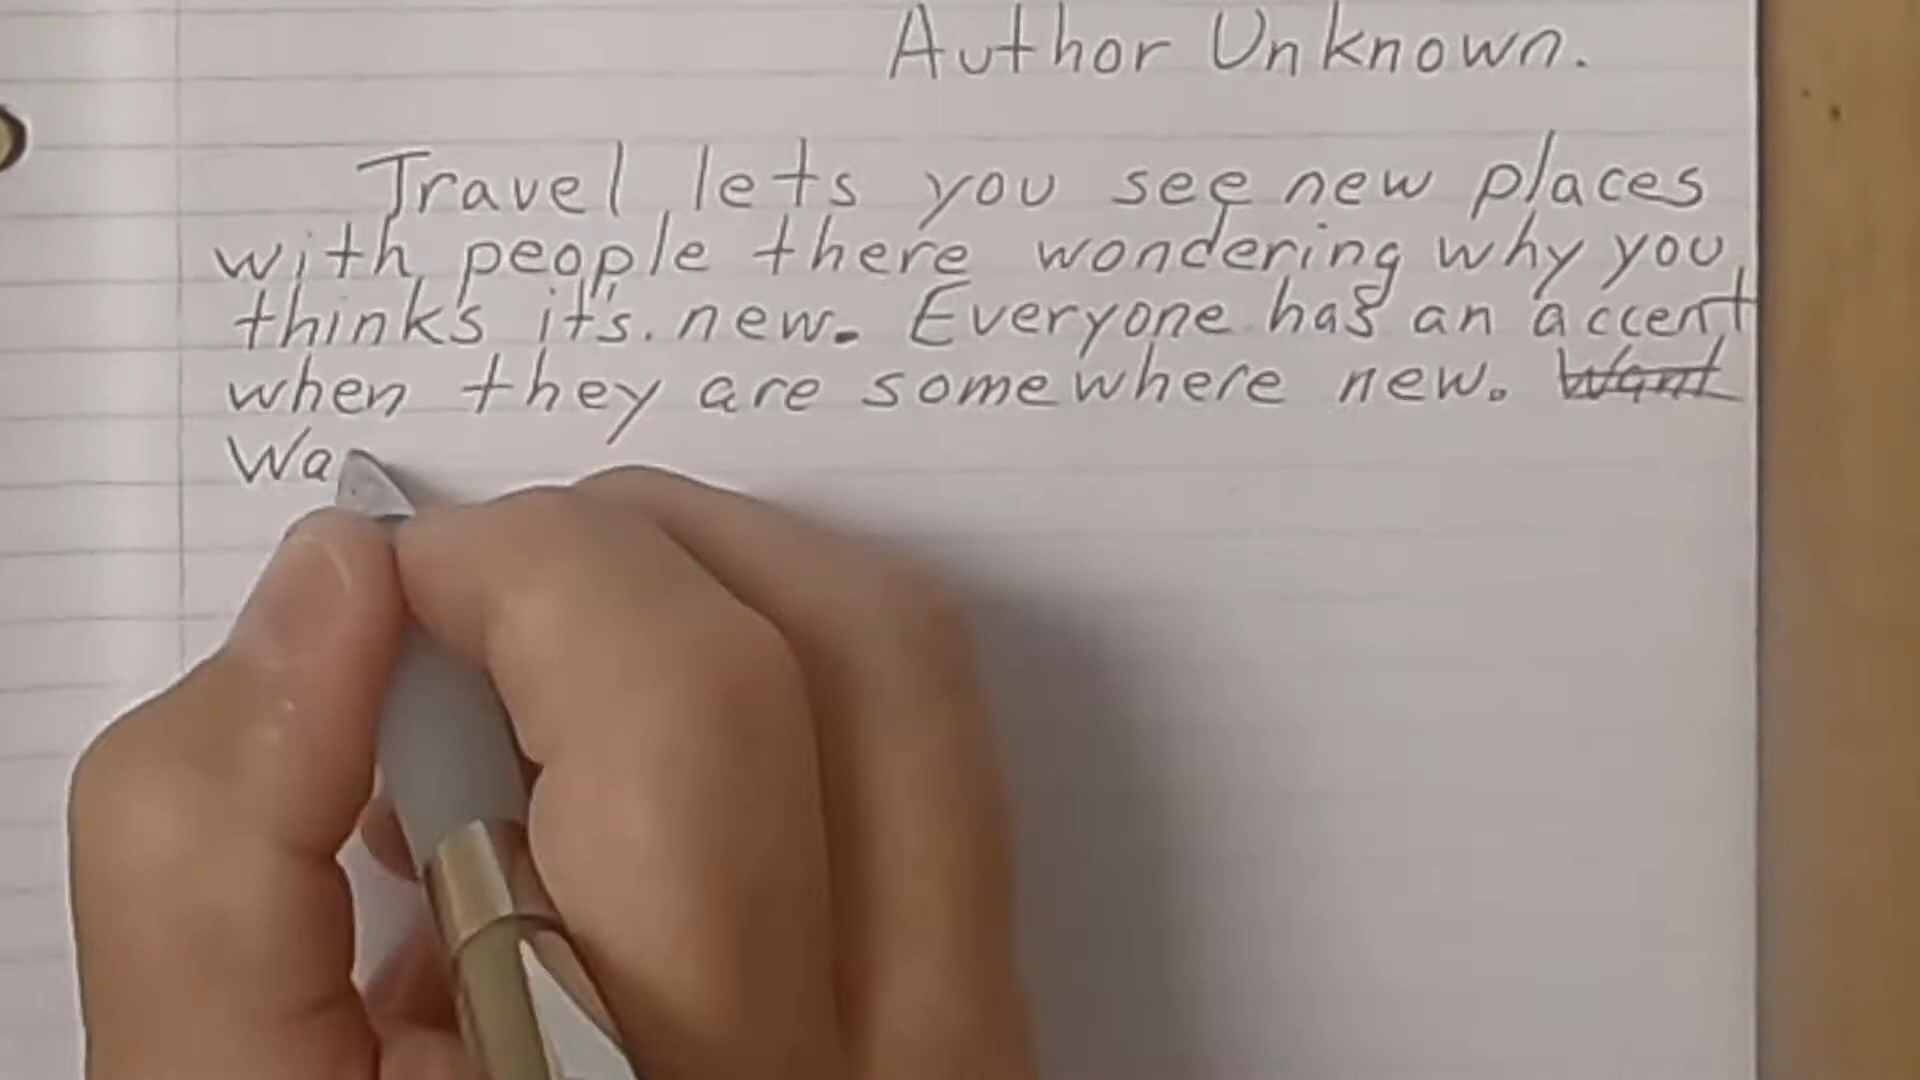 Author Unknown.
Travel lets you see new places
with people there wondering why you
thinks it's new. Everyone has an accent
when they are somewhere new. Want
Wa